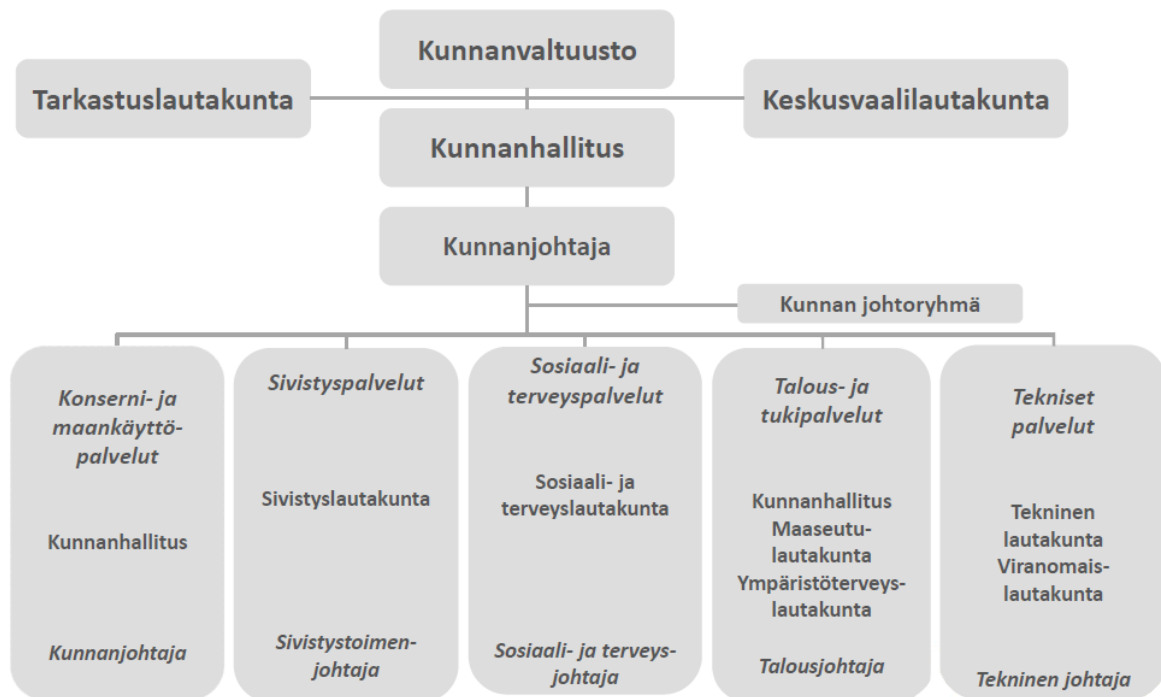 Kunnanvaltuusto
Tarkastuslautakunta
Keskusvaalilautakunta
Kunnanhallitus
Kunnanjohtaja
Kunnan johtoryhmä
Konserni- ja
maankäyttö-
palvelut
Kunnanhallitus
Kunnanjohtaja
Sivistyspalvelut
Sivistyslautakunta
Sivistystoimen-
johtaja
Sosiaali- ja
terveyspalvelut
Sosiaali- ja
terveyslautakunta
Sosiaali- ja terveys-
johtaja
Talous- ja
tukipalvelut
Kunnanhallitus
Maaseutu-
lautakunta
Ympäristöterveys-
lautakunta
Talousjohtaja
Tekniset
palvelut
Tekninen
lautakunta
Viranomais-
lautakunta
Tekninen johtaja